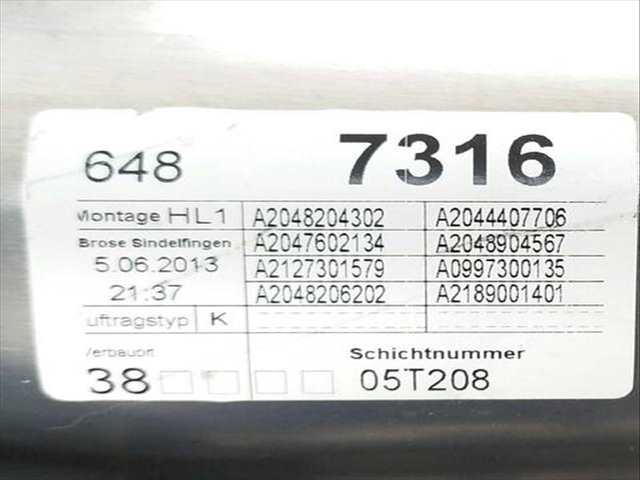 648 7316
Montage HL1 A2048204302 A2044407706
Brose Sindelfingen A2047602134 A2048904567
5.06.2013 A2127301579 A0997300135
21:37 A2048206202 A2189001401
uftragstyp K
Verbauort Schichtnummer
38 05T208